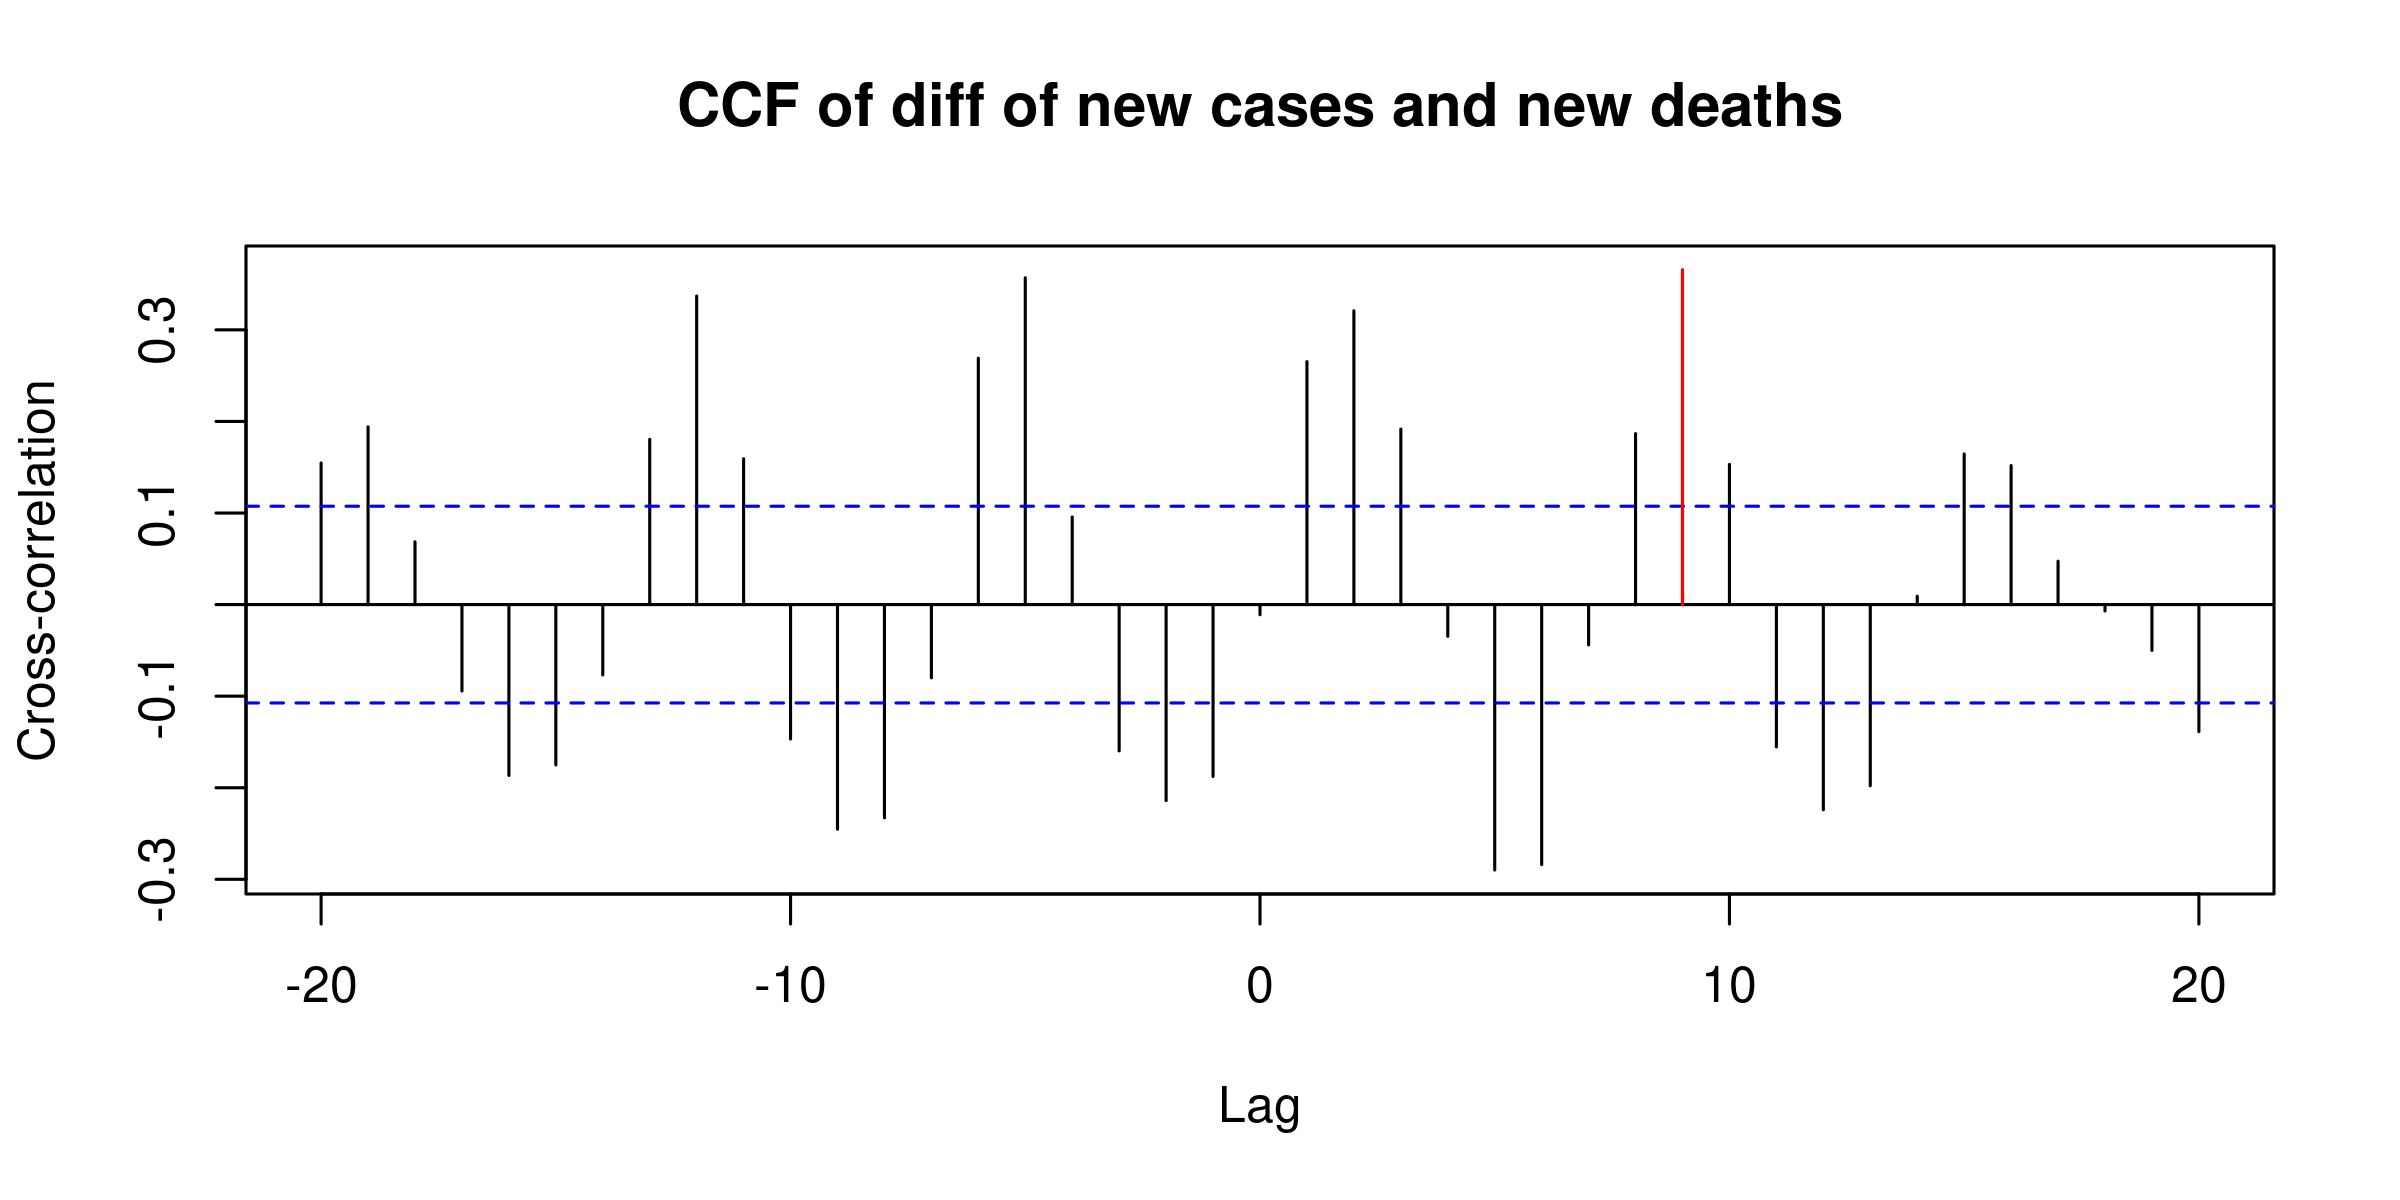 CCF of diff of new cases and new deaths
Cross-correlation
0.3
0.1
-0.1
-0.3
-20 -10 0 10 20
Lag